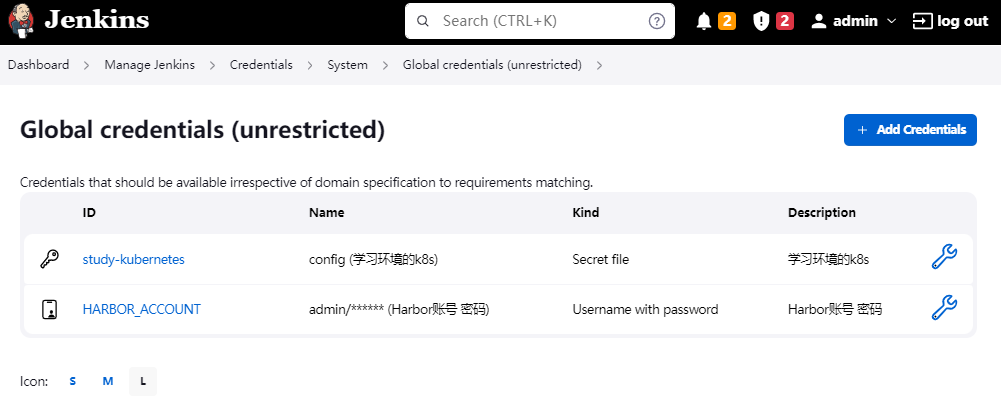 Jenkins Search (CTRL+K) ? 2 2 admin log out
Dashboard > Manage Jenkins > Credentials > System > Global credentials (unrestricted) >
Global credentials (unrestricted)
+ Add Credentials
Credentials that should be available irrespective of domain specification to requirements matching.
ID Name Kind Description
study-kubernetes config (学习环境的k8s) Secret file 学习环境的k8s
HARBOR_ACCOUNT admin/****** (Harbor账号 密码) Username with password Harbor账号 密码
Icon: S M L